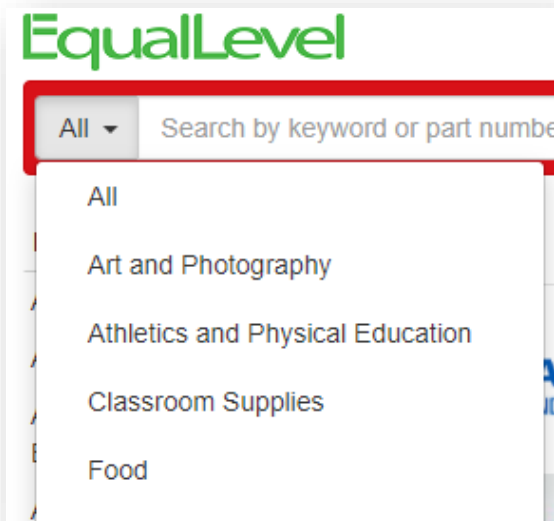 EqualLevel
All
Search by keyword or part numbe
All
Art and Photography
Athletics and Physical Education
Classroom Supplies
Food